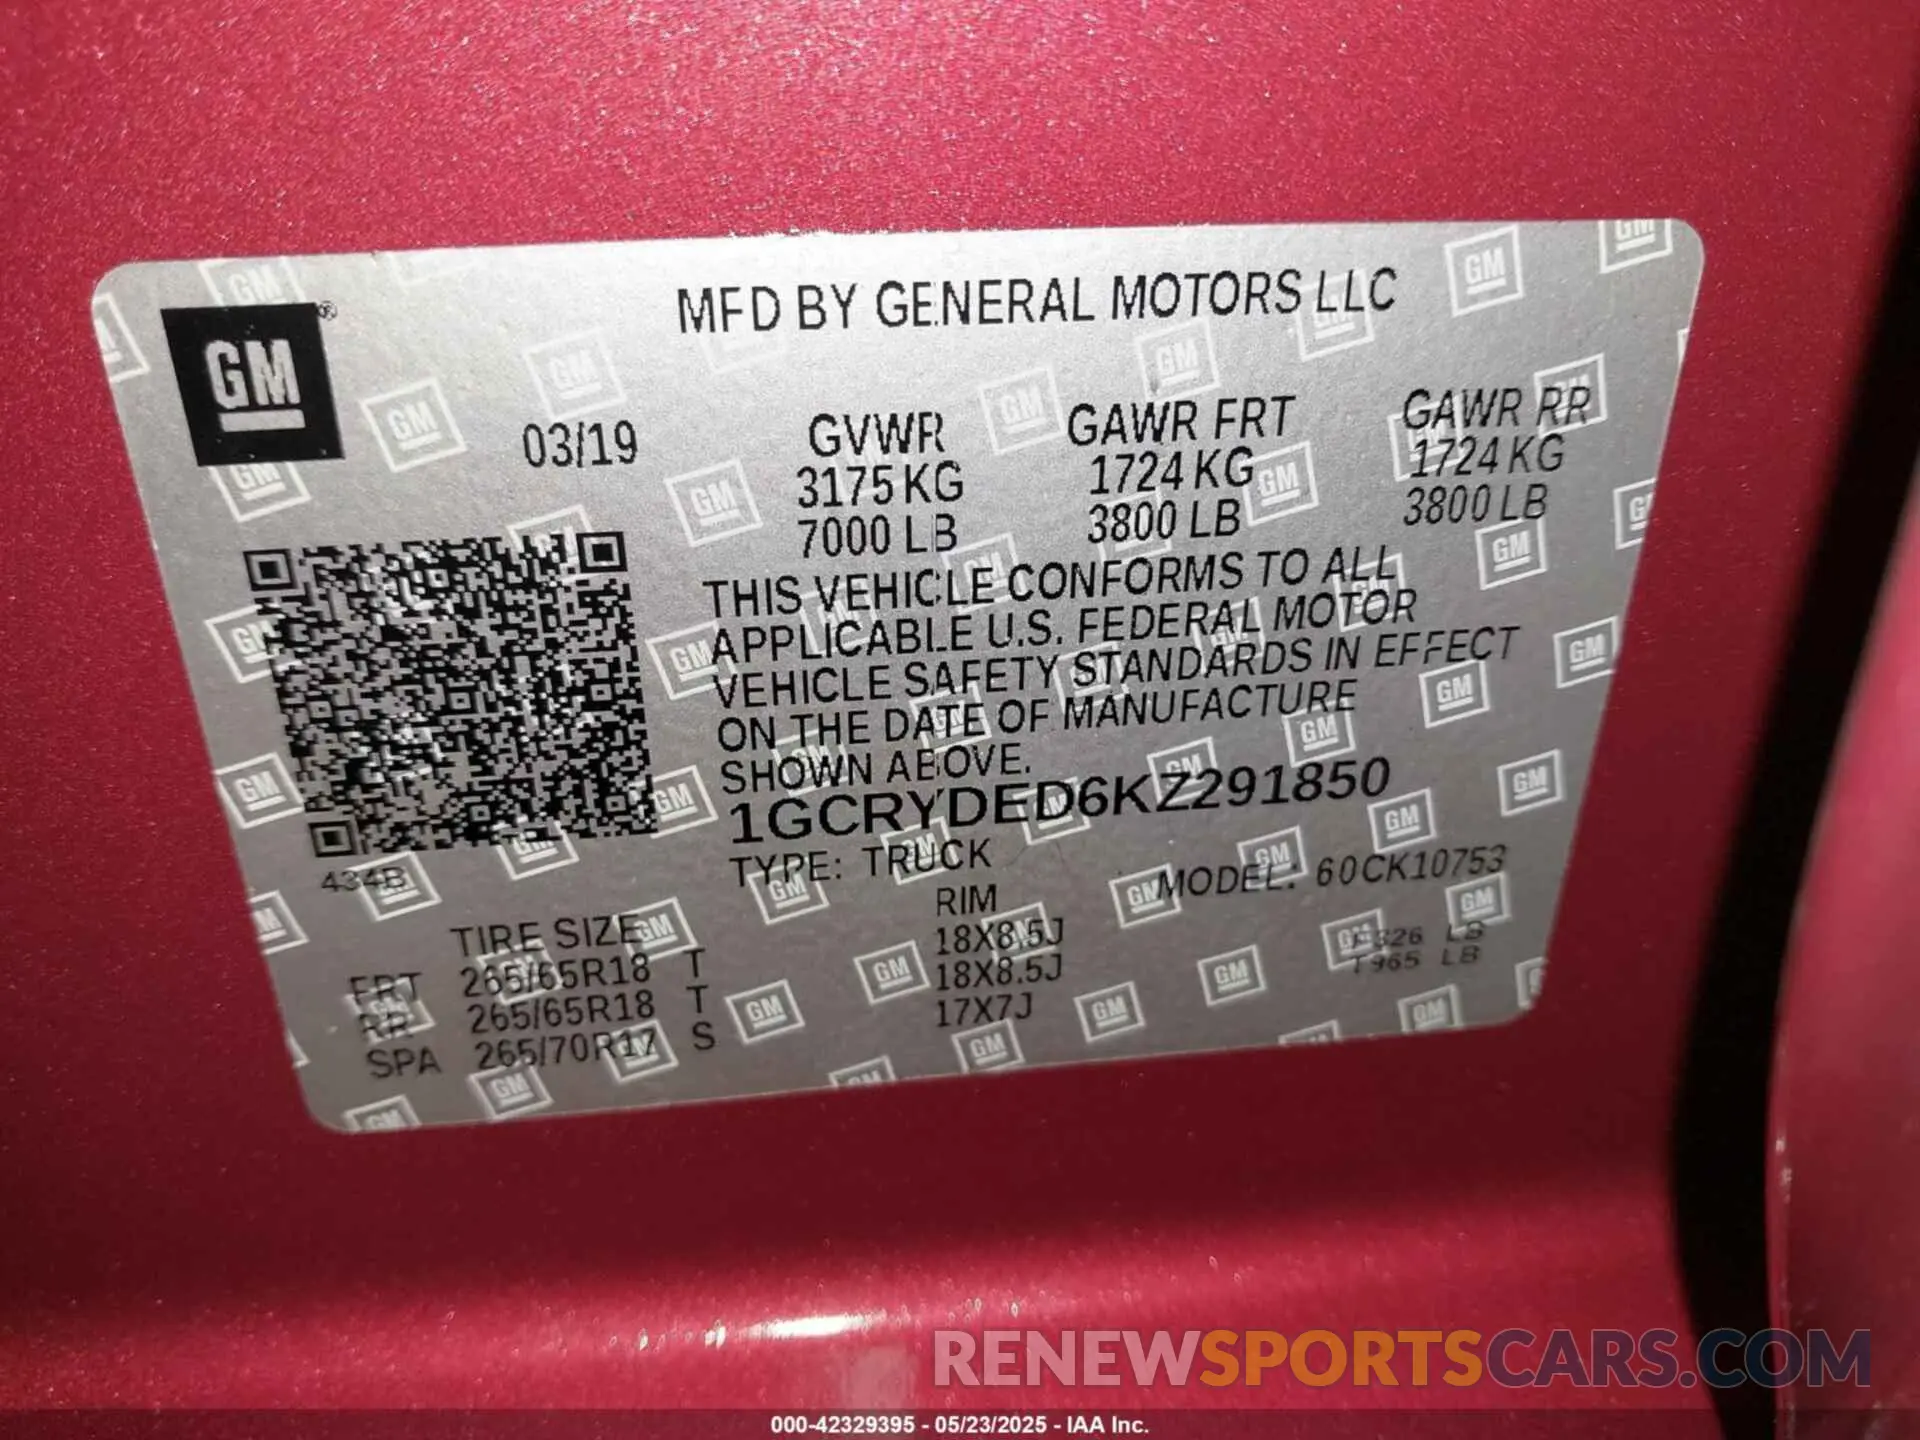 MFD BY GENERAL MOTORS LLC
GM ®
03/19 GVWR GAWR FRT GAWR RR
3175 KG 1724 KG 1724 KG
7000 LB 3800 LB 3800 LB
THIS VEHICLE CONFORMS TO ALL
APPLICABLE U.S. FEDERAL MOTOR
VEHICLE SAFETY STANDARDS IN EFFECT
ON THE DATE OF MANUFACTURE
SHOWN ABOVE.
1GCRYDED6KZ291850
434B
TYPE: TRUCK MODEL: 60CK10753
TIRE SIZE RIM
FRT 265/65R18 T 18X8.5J
RR 265/65R18 T 18X8.5J
SPA 265/70R17 S 17X7J
F326 LB
T965 LB
RENEWSPORTSCARS.COM
000-42329395 - 05/23/2025 - IAA Inc.